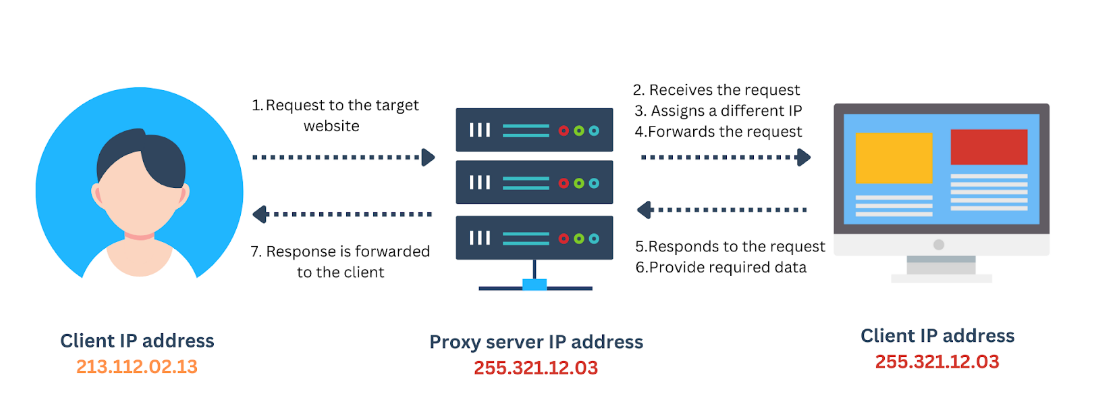 1.Request to the target
website
2. Receives the request
3. Assigns a different IP
4.Forwards the request
7. Response is forwarded
to the client
5.Responds to the request
6.Provide required data
Client IP address
213.112.02.13
Proxy server IP address
255.321.12.03
Client IP address
255.321.12.03